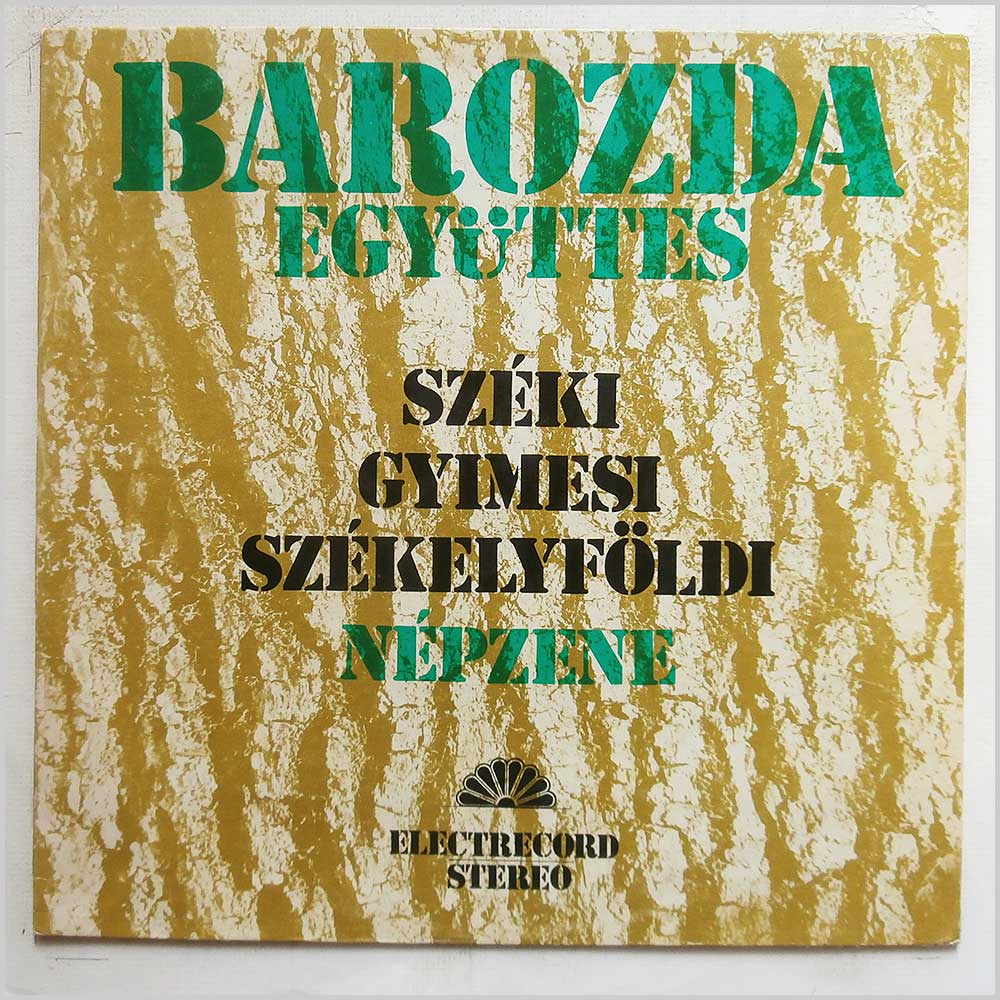 BAROZDA
EGYÜTTES
SZÉKI
GYIMESI
SZÉKELYFÖLDI
NÉPZENE
ELECTRECORD
STEREO